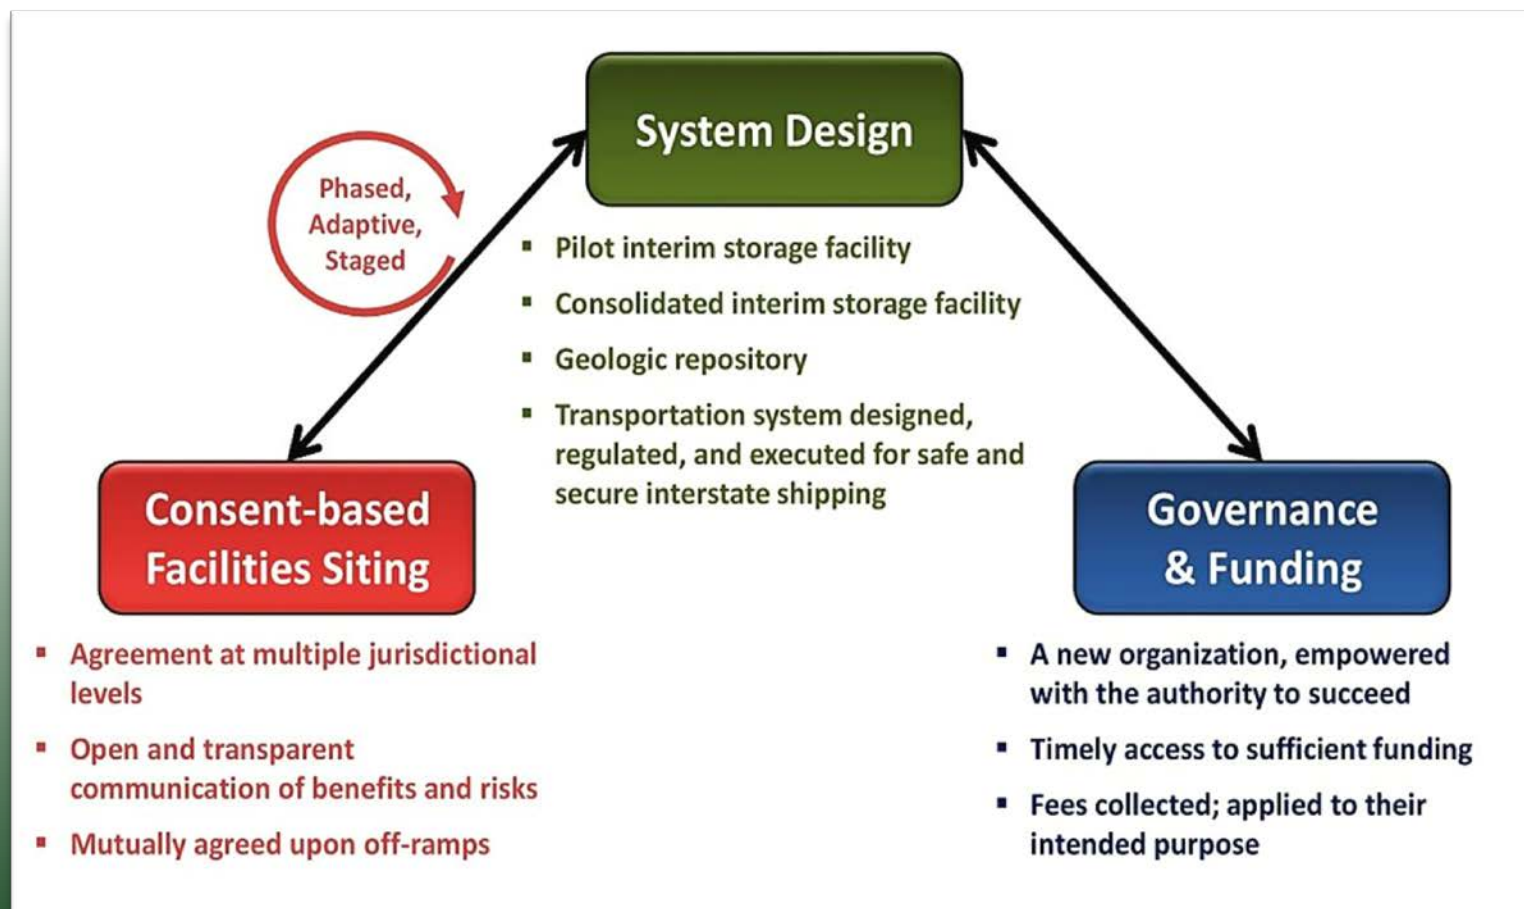 System Design
Phased,
Adaptive,
Staged
▪ Pilot interim storage facility
▪ Consolidated interim storage facility
▪ Geologic repository
▪ Transportation system designed,
regulated, and executed for safe and
secure interstate shipping
Consent-based
Facilities Siting
▪ Agreement at multiple jurisdictional
levels
▪ Open and transparent
communication of benefits and risks
▪ Mutually agreed upon off-ramps
Governance
& Funding
▪ A new organization, empowered
with the authority to succeed
▪ Timely access to sufficient funding
▪ Fees collected; applied to their
intended purpose